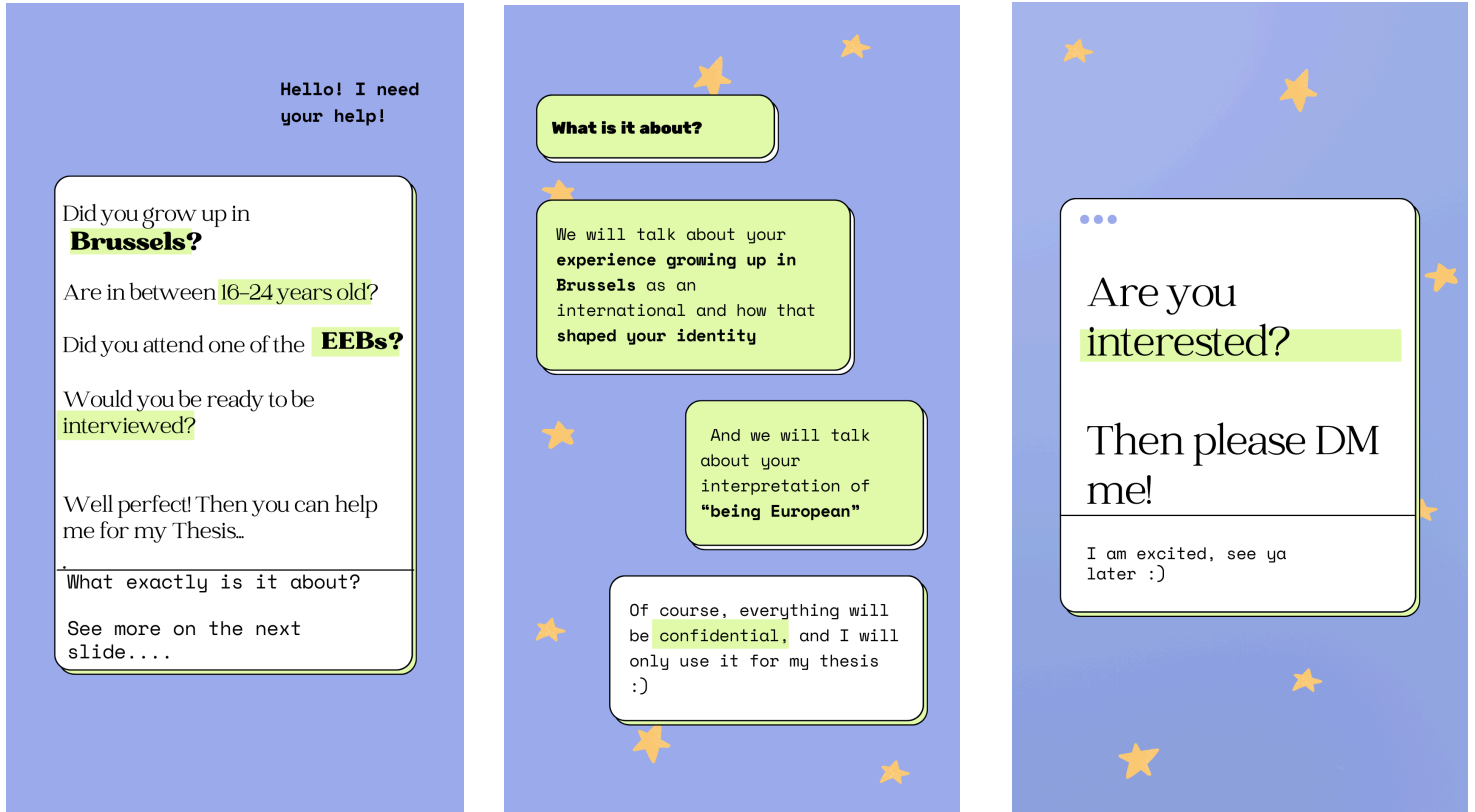 Hello! I need
your help!
Did you grow up in
Brussels?
Are in between 16-24 years old?
Did you attend one of the EEBs?
Would you be ready to be
interviewed?
Well perfect! Then you can help
me for my Thesis...
.
What exactly is it about?
See more on the next
slide....
What is it about?
We will talk about your
experience growing up in
Brussels as an
international and how that
shaped your identity
And we will talk
about your
interpretation of
“being European”
Of course, everything will
be confidential, and I will
only use it for my thesis
:)
Are you
interested?
Then please DM
me!
I am excited, see ya
later :)